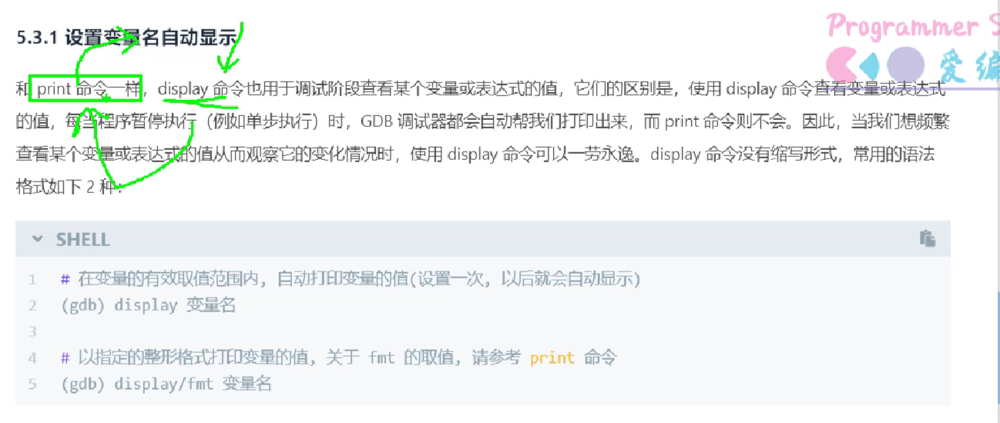 Programmer S
5.3.1 设置变量名自动显示
爱编
和 print 命令一样，display 命令也用于调试阶段查看某个变量或表达式的值，它们的区别是，使用 display 命令查看变量或表达式
的值，每当程序暂停执行（例如单步执行）时，GDB 调试器都会自动帮我们打印出来，而 print 命令则不会。因此，当我们想频繁
查看某个变量或表达式的值从而观察它的变化情况时，使用 display 命令可以一劳永逸。display 命令没有缩写形式，常用的语法
格式如下 2 种：
SHELL
1 # 在变量的有效取值范围内，自动打印变量的值(设置一次，以后就会自动显示)
2 (gdb) display 变量名
3
4 # 以指定的整形格式打印变量的值，关于 fmt 的取值，请参考 print 命令
5 (gdb) display/fmt 变量名